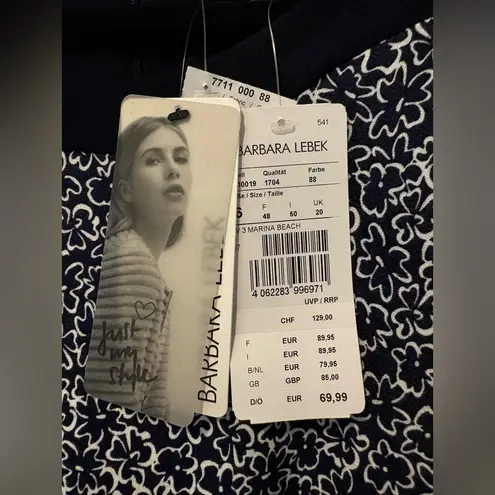 7711 000 88
541
BARBARA LEBEK
Qualität Farbe
10019 1704 88
/ Size / Taille
F I UK
48 50 20
3 MARINA BEACH
4 062283 996971
UVP / RRP
CHF 129,00
F EUR 89,95
I EUR 89,95
B/NL EUR 79,95
GB GBP 85,00
D/Ö EUR 69,99
BARBARA LEBEK
just
my
style